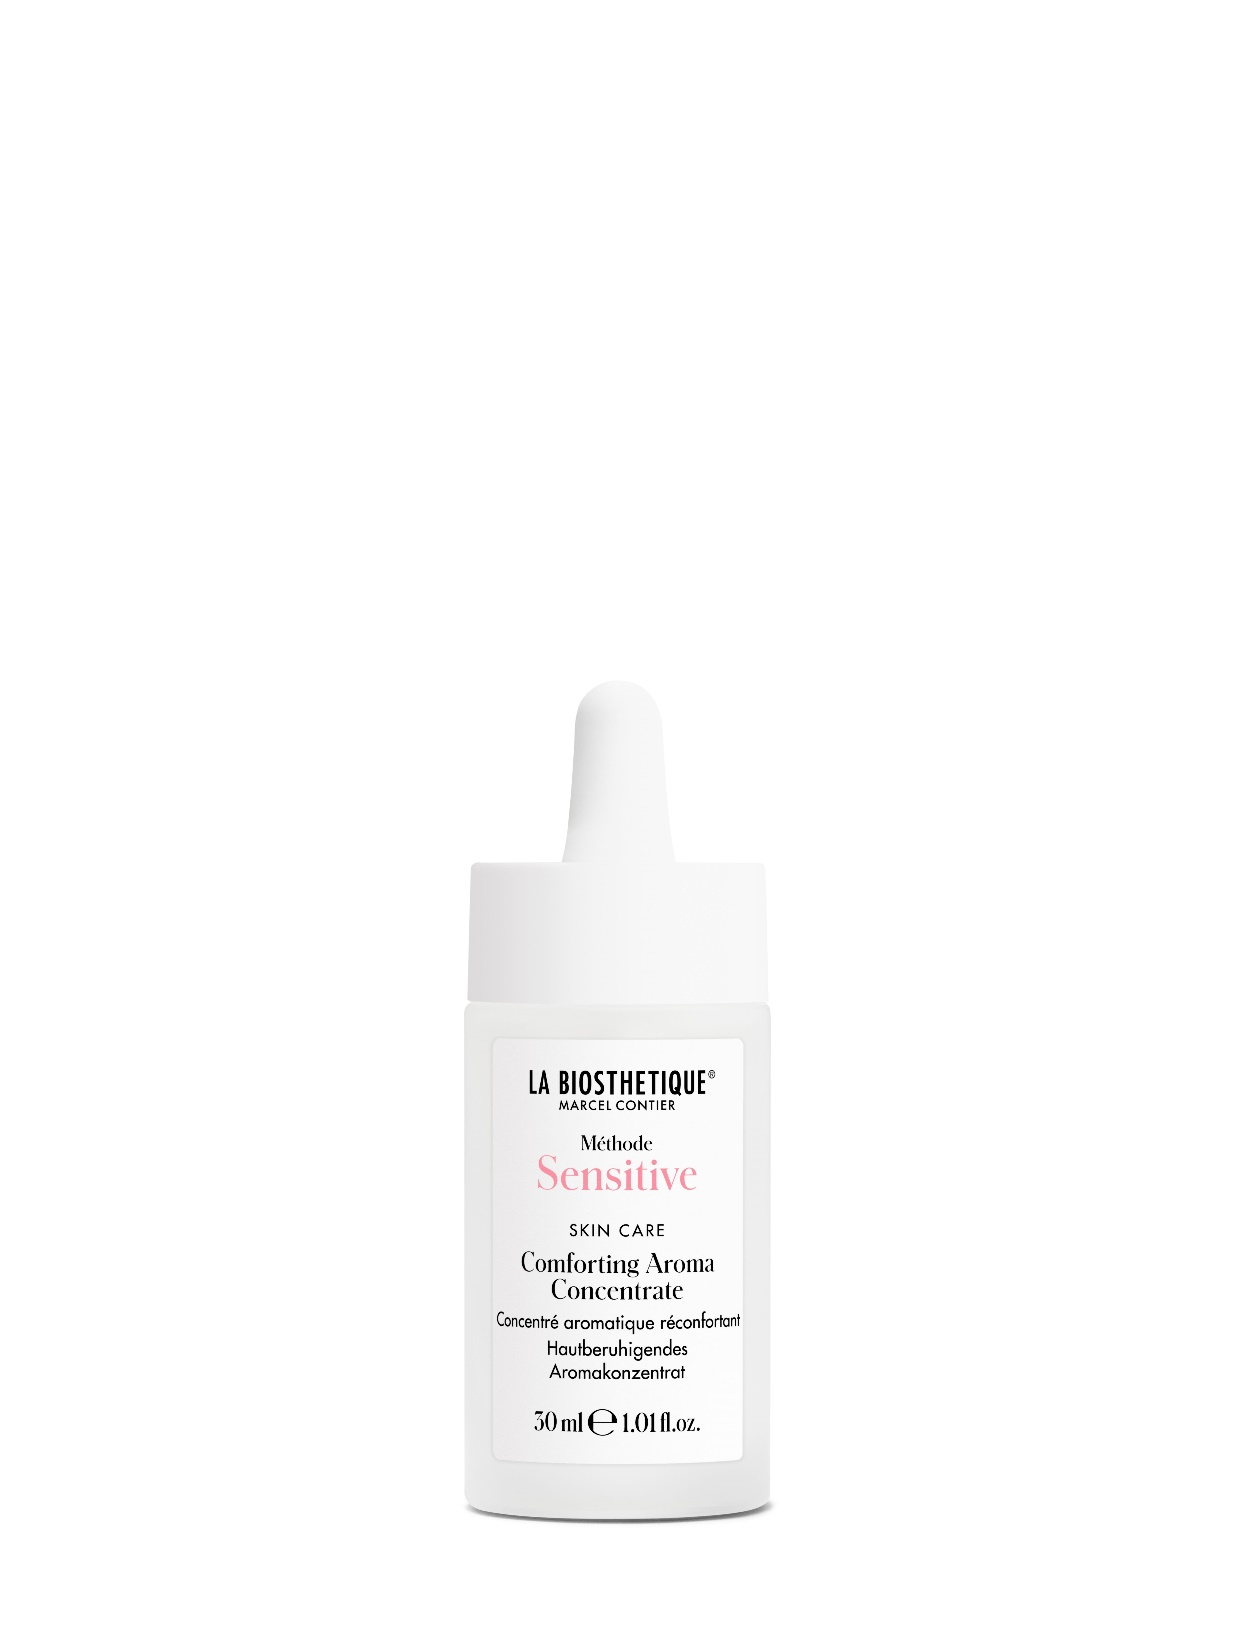 LA BIOSTHETIQUE®
MARCEL CONTIER
Méthode
Sensitive
SKIN CARE
Comforting Aroma
Concentrate
Concentré aromatique réconfortant
Hautberuhigendes
Aromakonzentrat
30 ml ℮ 1.01 fl.oz.